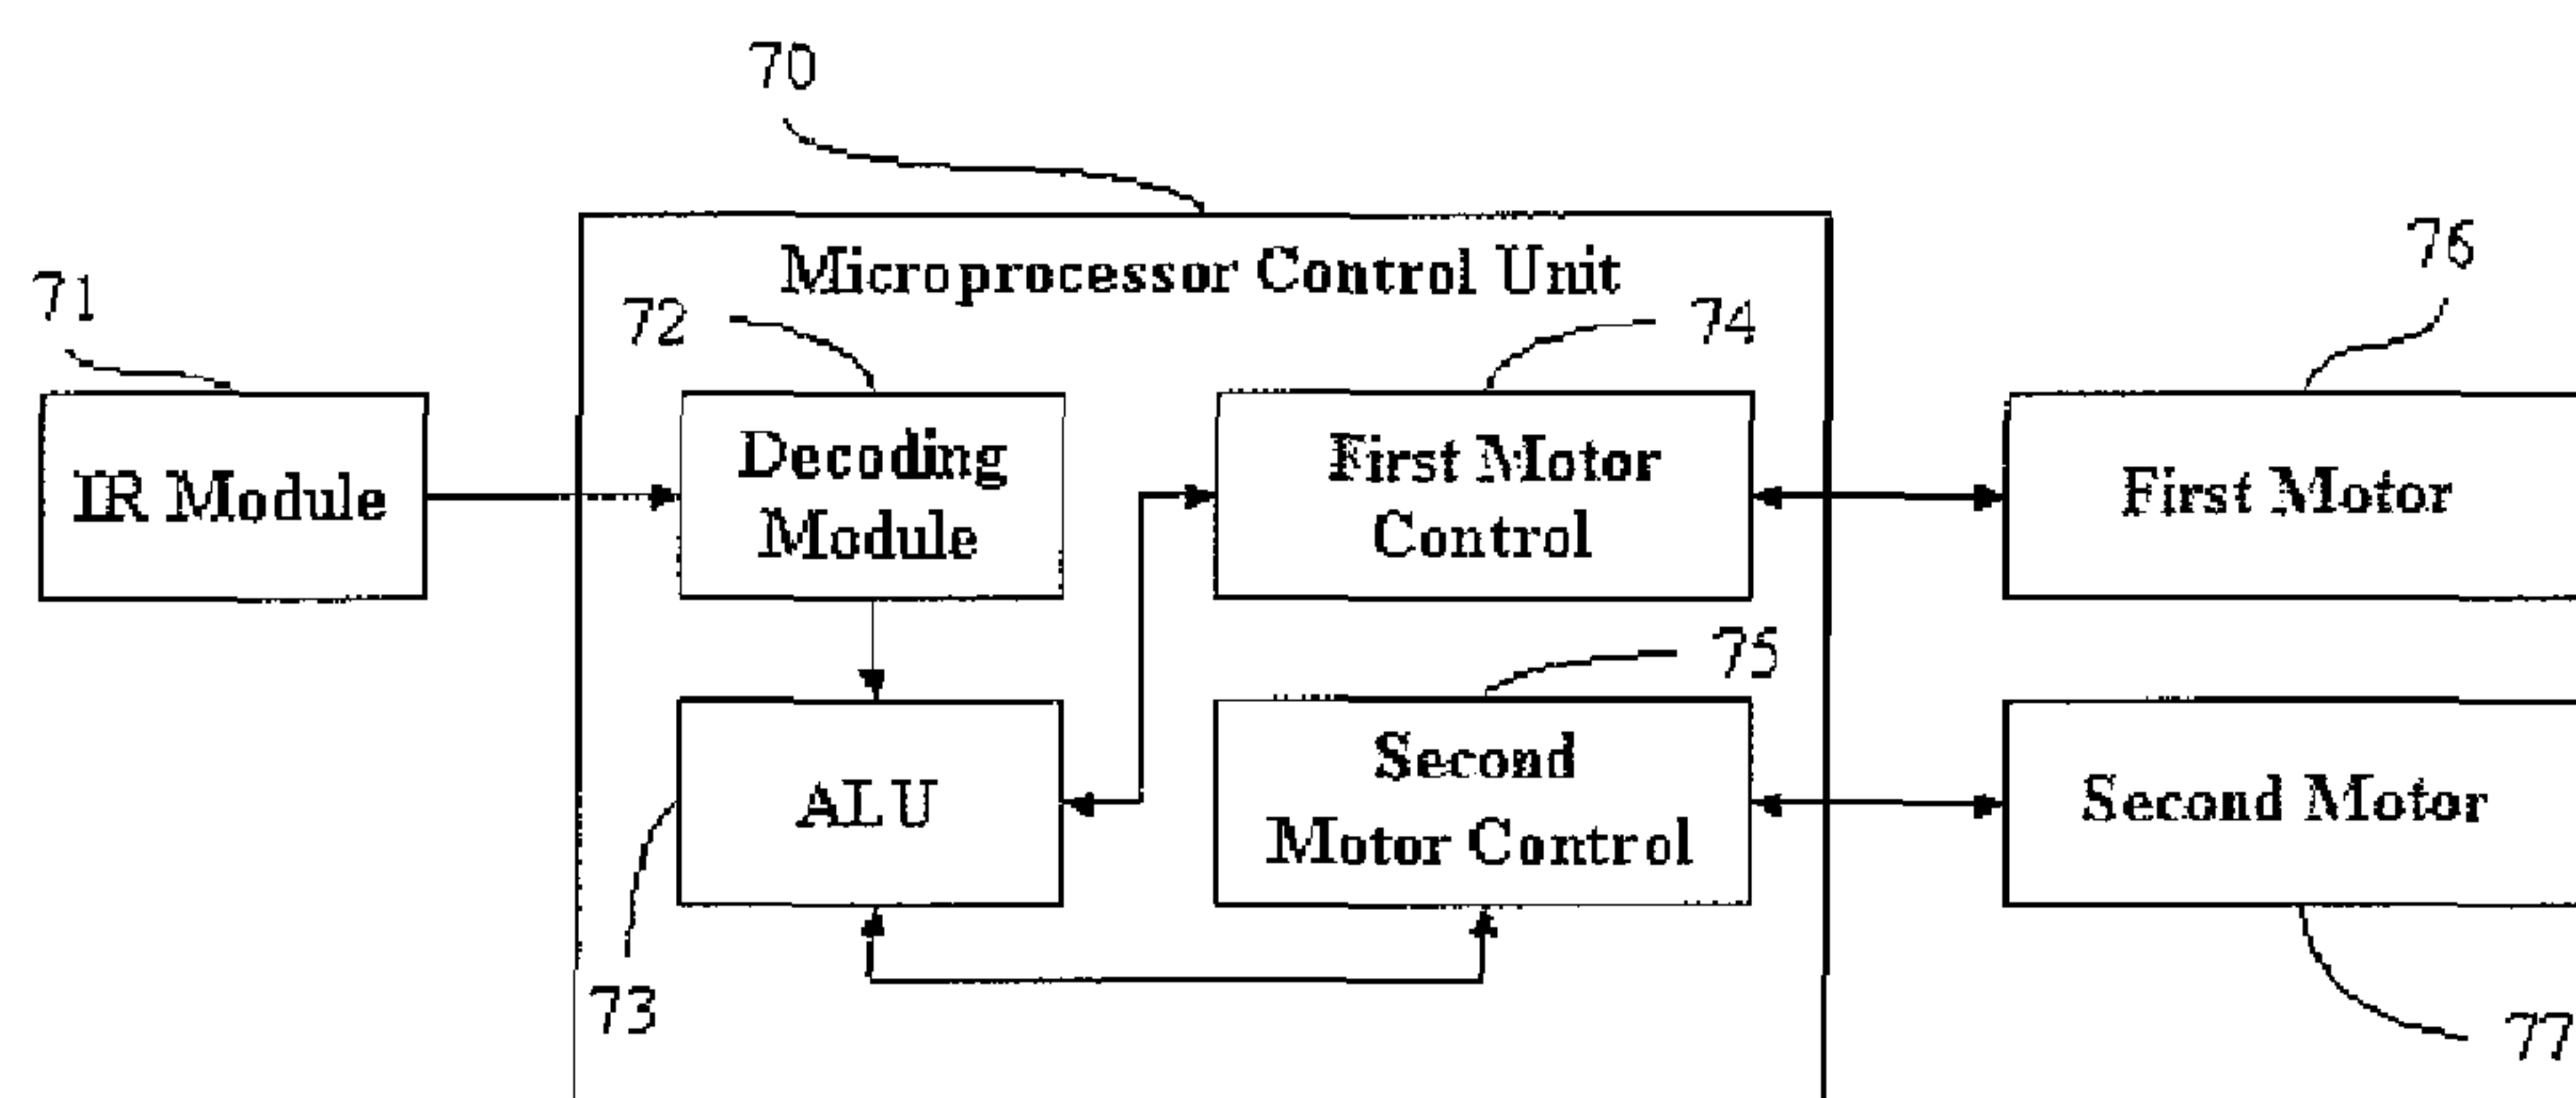 70
Microprocessor Control Unit
71
72
74
76
IR Module
Decoding
Module
First Motor
Control
First Motor
75
ALU
Second
Motor Control
Second Motor
73
77